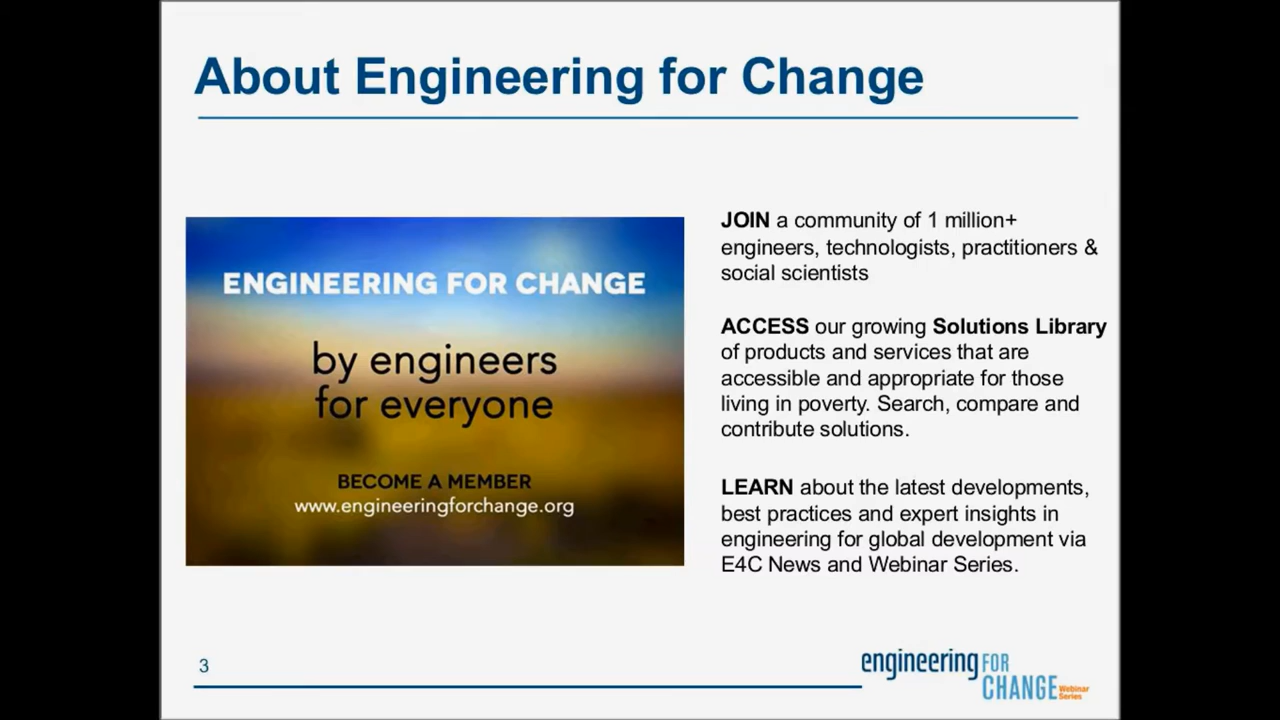 About Engineering for Change
ENGINEERING FOR CHANGE
by engineers
for everyone
BECOME A MEMBER
www.engineeringforchange.org
JOIN a community of 1 million+
engineers, technologists, practitioners &
social scientists
ACCESS our growing Solutions Library
of products and services that are
accessible and appropriate for those
living in poverty. Search, compare and
contribute solutions.
LEARN about the latest developments,
best practices and expert insights in
engineering for global development via
E4C News and Webinar Series.
3
engineering FOR
CHANGE Webinar
Series